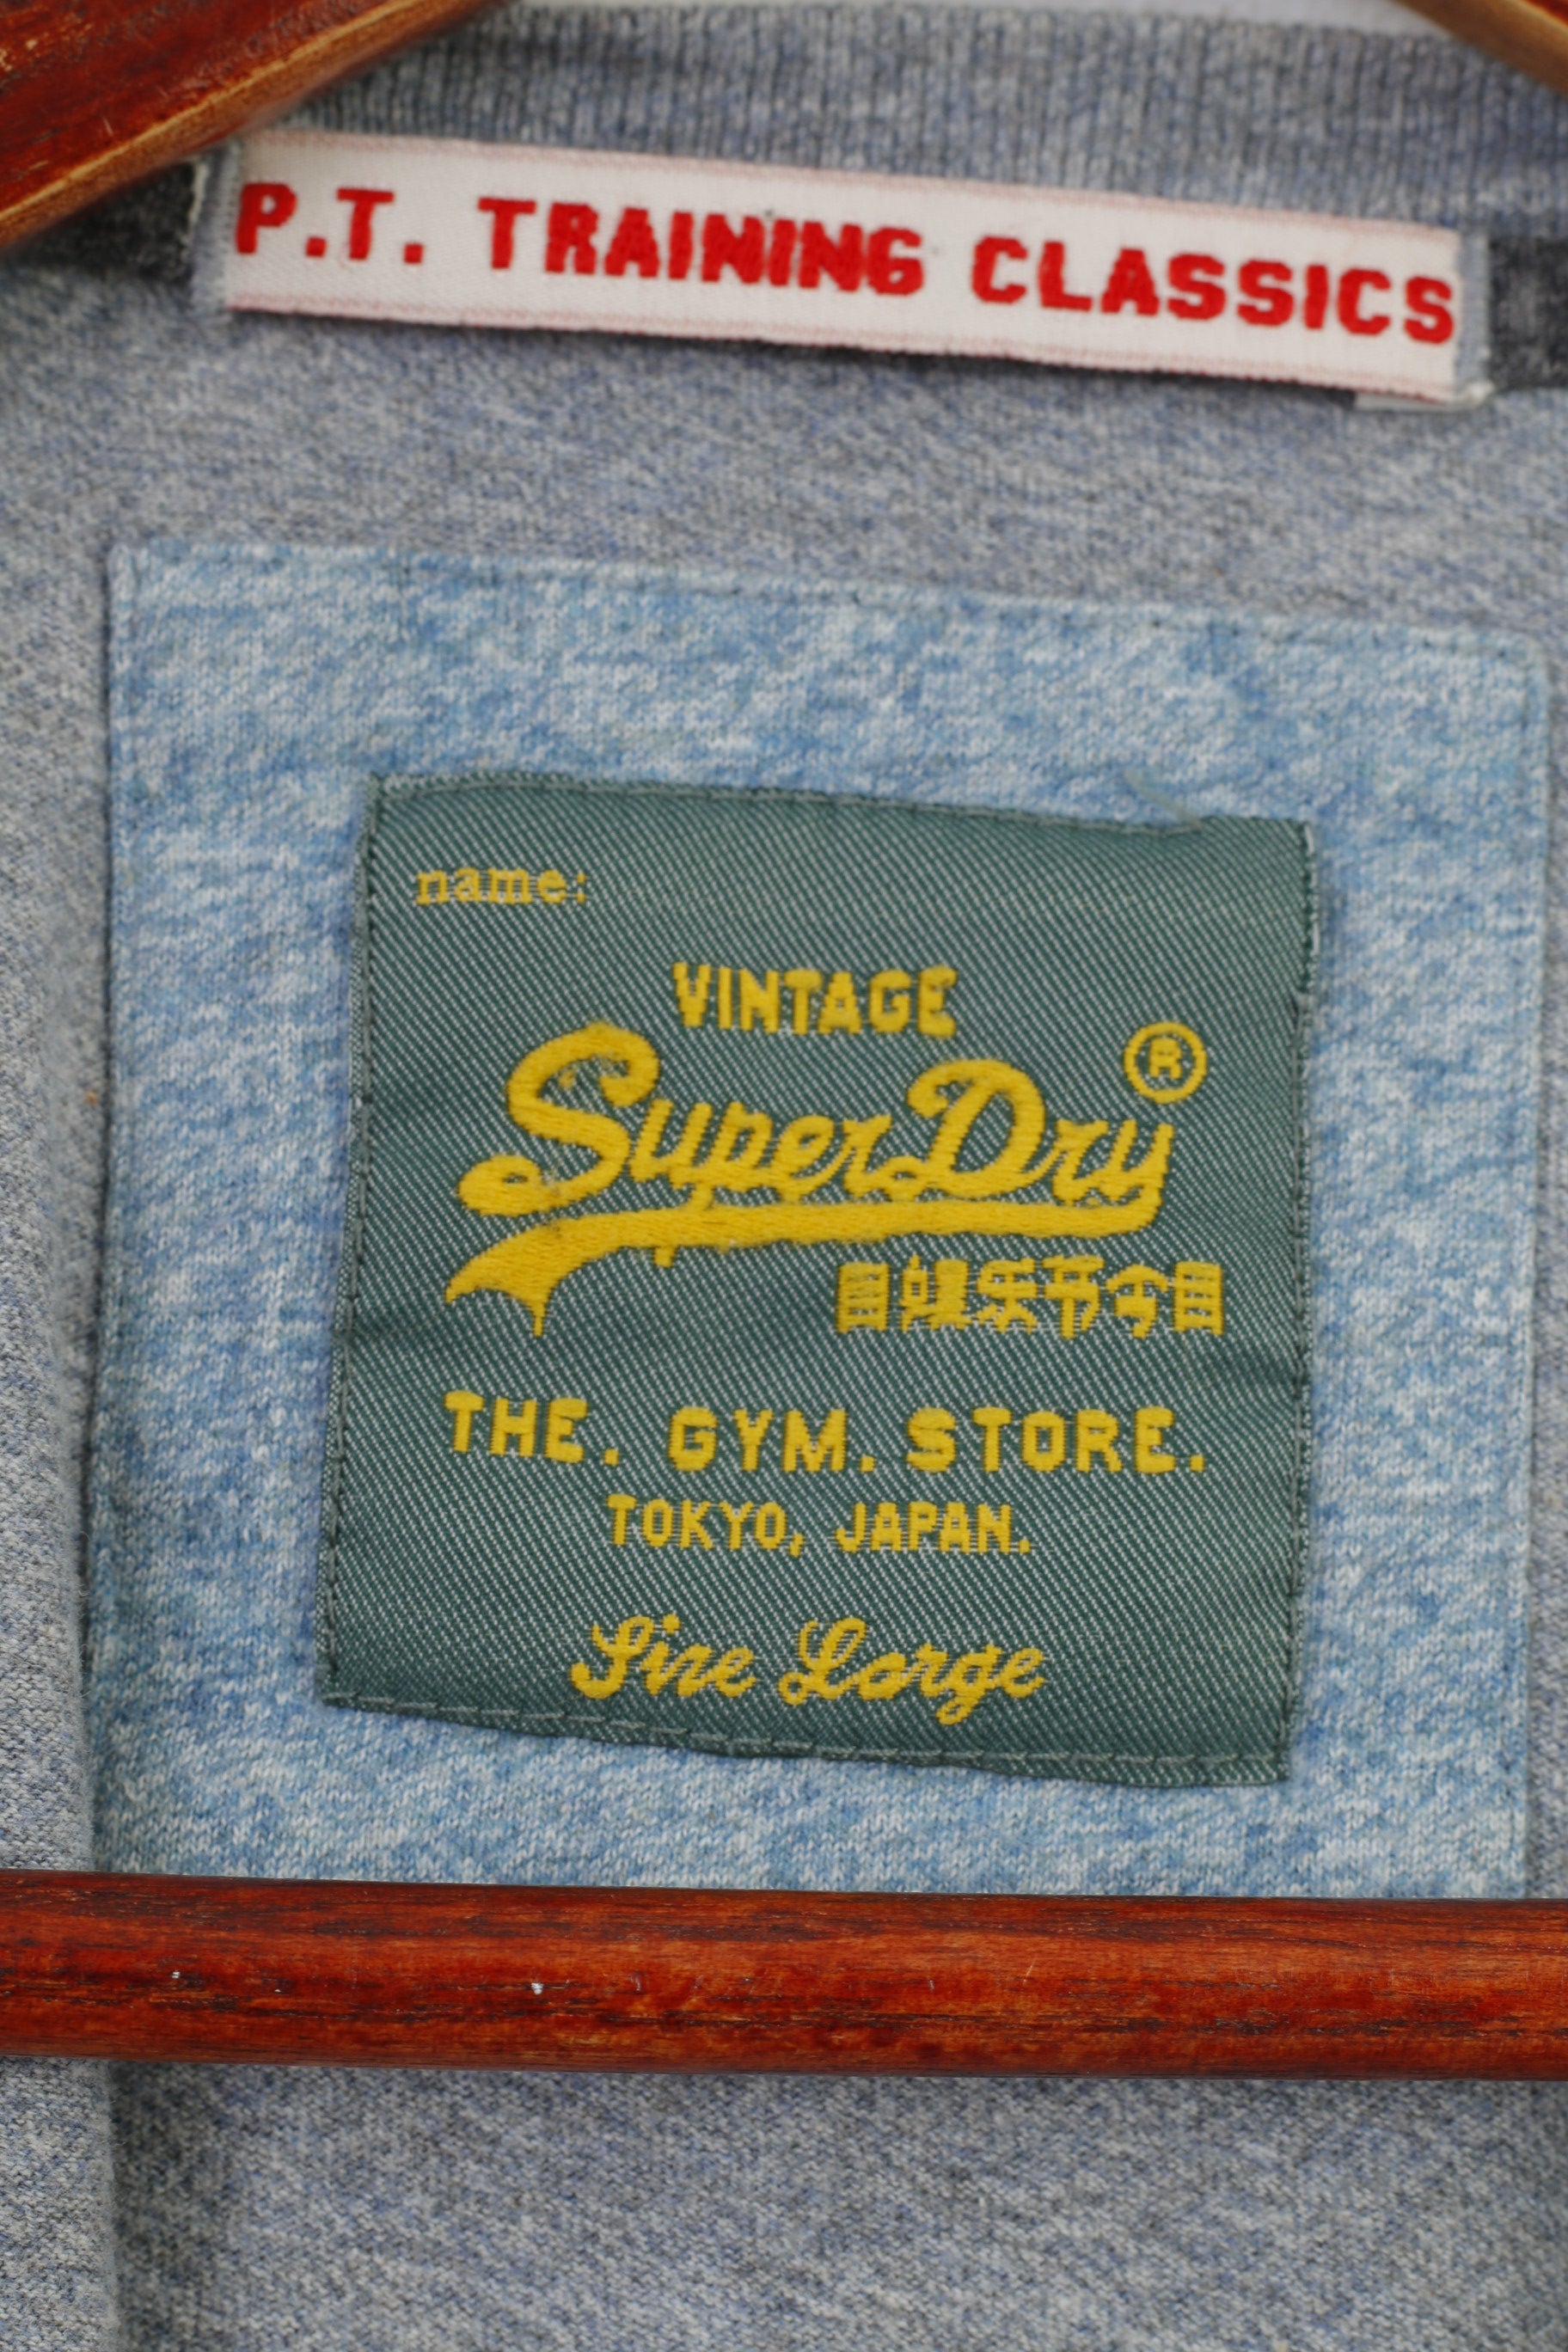 P.T. TRAINING CLASSICS
name:
VINTAGE
SuperDry ®
THE. GYM. STORE.
TOKYO, JAPAN.
Size Large